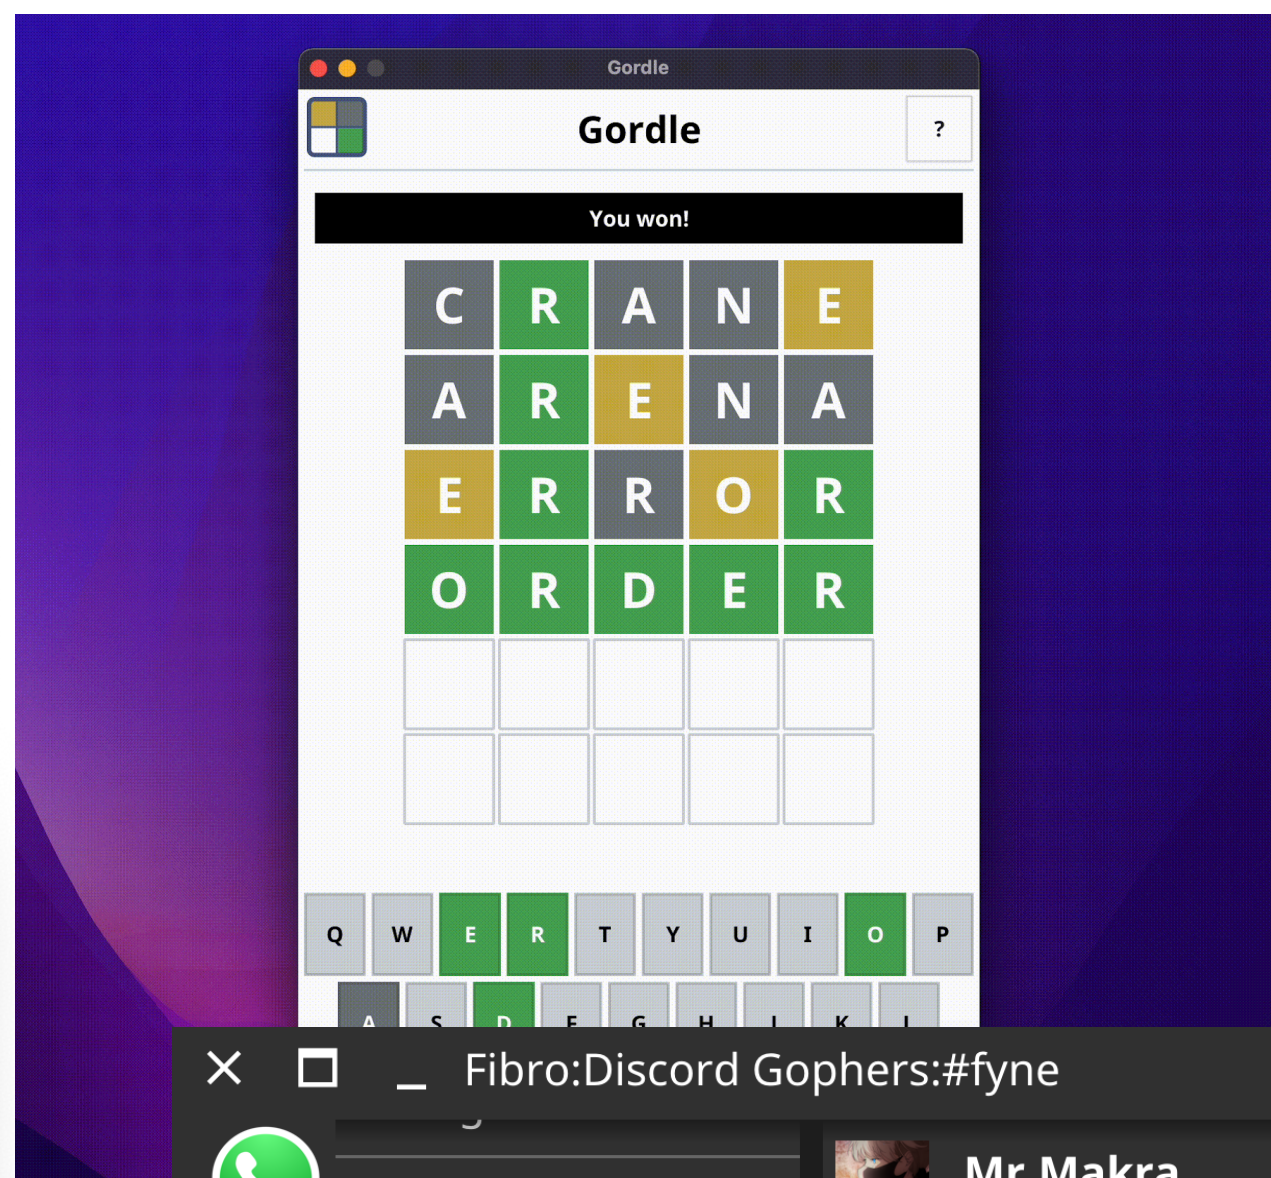 Gordle
Gordle
?
You won!
C R A N E
A R E N A
E R R O R
O R D E R
Q W E R T Y U I O P
A S D F G H J K L
Fibro:Discord Gophers:#fyne
Mr Makra